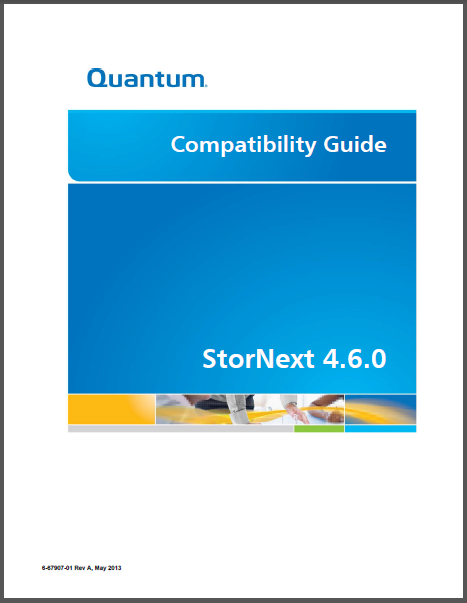 Quantum.
Compatibility Guide
StorNext 4.6.0
6-67907-01 Rev A, May 2013